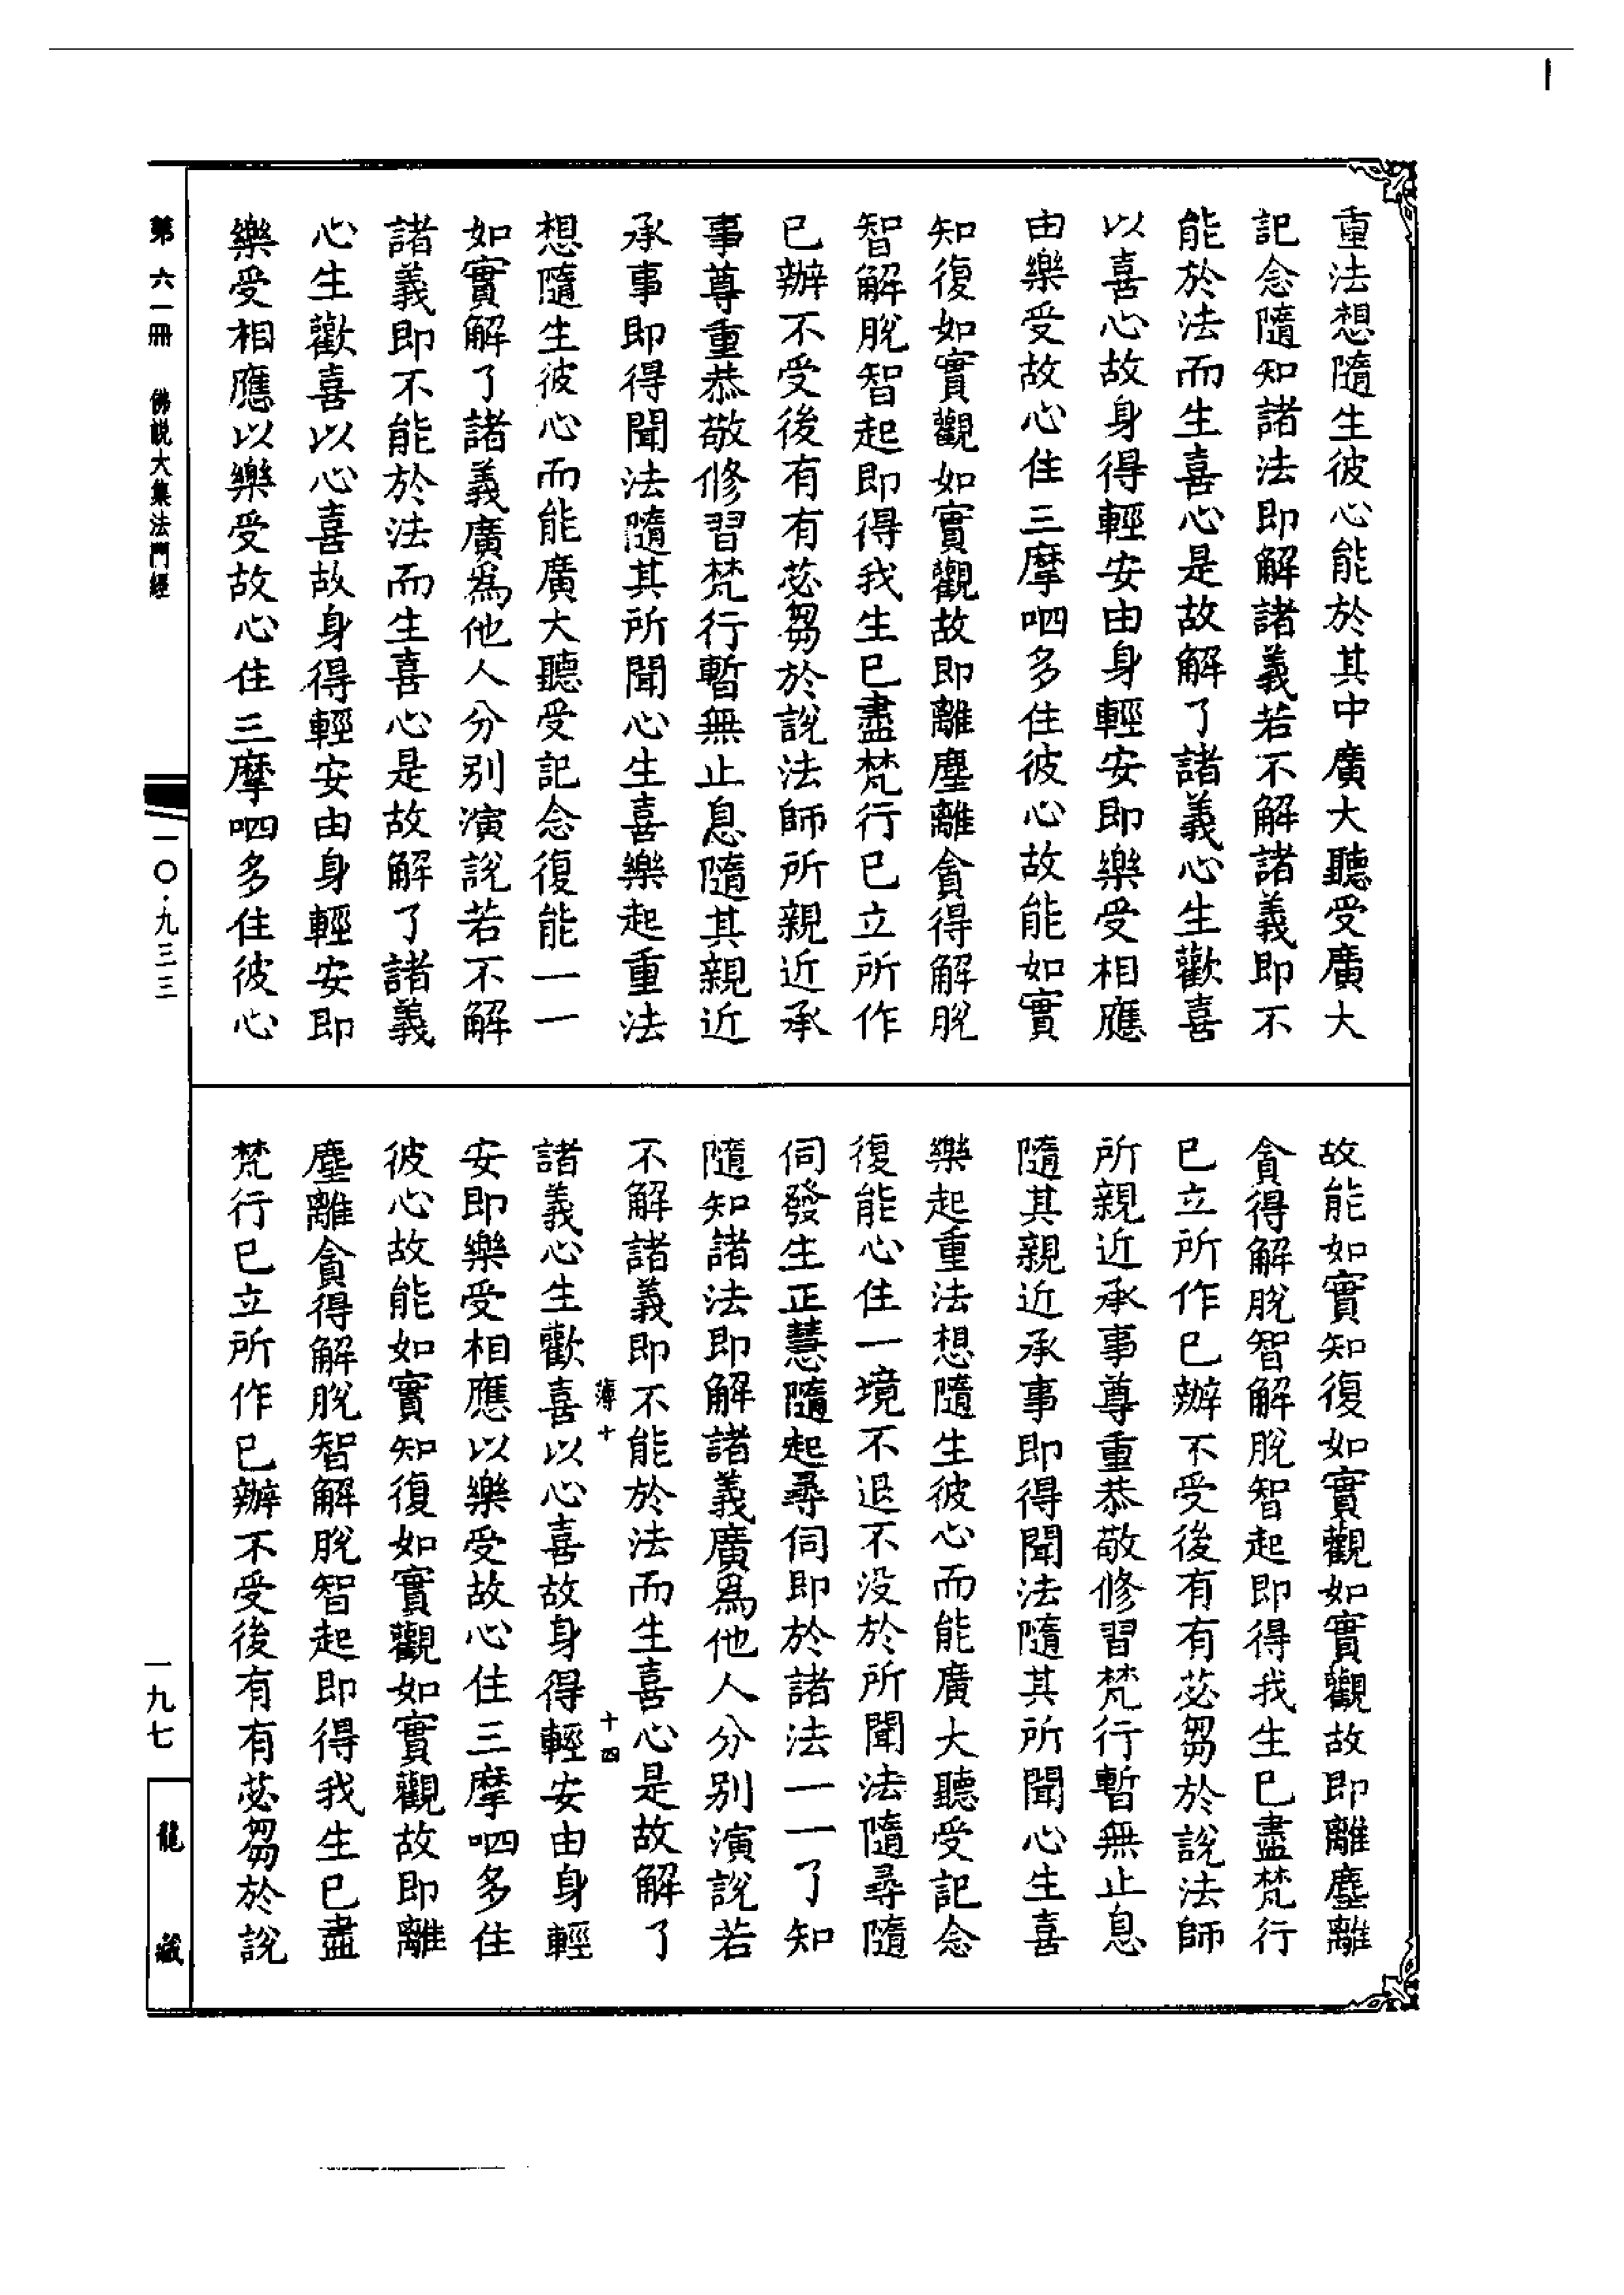 重法想隨生彼心能於其中廣大聽受廣大
記念隨知諸法即解諸義若不解諸義即不
能於法而生喜心是故解了諸義心生歡喜
以喜心故身得輕安由身輕安即樂受相應
由樂受故心住三摩呬多住彼心故能如實
知復如實觀如實觀故即離塵離貪得解脫
智解脫智起即得我生已盡梵行已立所作
已辦不受後有有苾芻於說法師所親近承
事尊重恭敬修習梵行暫無止息隨其親近
承事即得聞法隨其所聞心生喜樂起重法
想隨生彼心而能廣大聽受記念復能一一
如實解了諸義廣為他人分別演說若不解
諸義即不能於法而生喜心是故解了諸義
心生歡喜以心喜故身得輕安由身輕安即
樂受相應以樂受故心住三摩呬多住彼心
故能如實知復如實觀如實觀故即離塵離
貪得解脫智解脫智起即得我生已盡梵行
已立所作已辦不受後有有苾芻於說法師
所親近承事尊重恭敬修習梵行暫無止息
隨其親近承事即得聞法隨其所聞心生喜
樂起重法想隨生彼心而能廣大聽受記念
復能心住一境不退不没於所聞法隨尋隨
伺發生正慧隨起尋伺即於諸法一一了知
隨知諸法即解諸義廣為他人分別演說若
不解諸義即不能於法而生喜心是故解了
薄十 十四
諸義心生歡喜以心喜故身得輕安由身輕
安即樂受相應以樂受故心住三摩呬多住
彼心故能如實知復如實觀如實觀故即離
塵離貪得解脫智解脫智起即得我生已盡
梵行已立所作已辦不受後有有苾芻於說
第六一冊 佛說大集法門經
一〇·九三三
一九七
龍藏